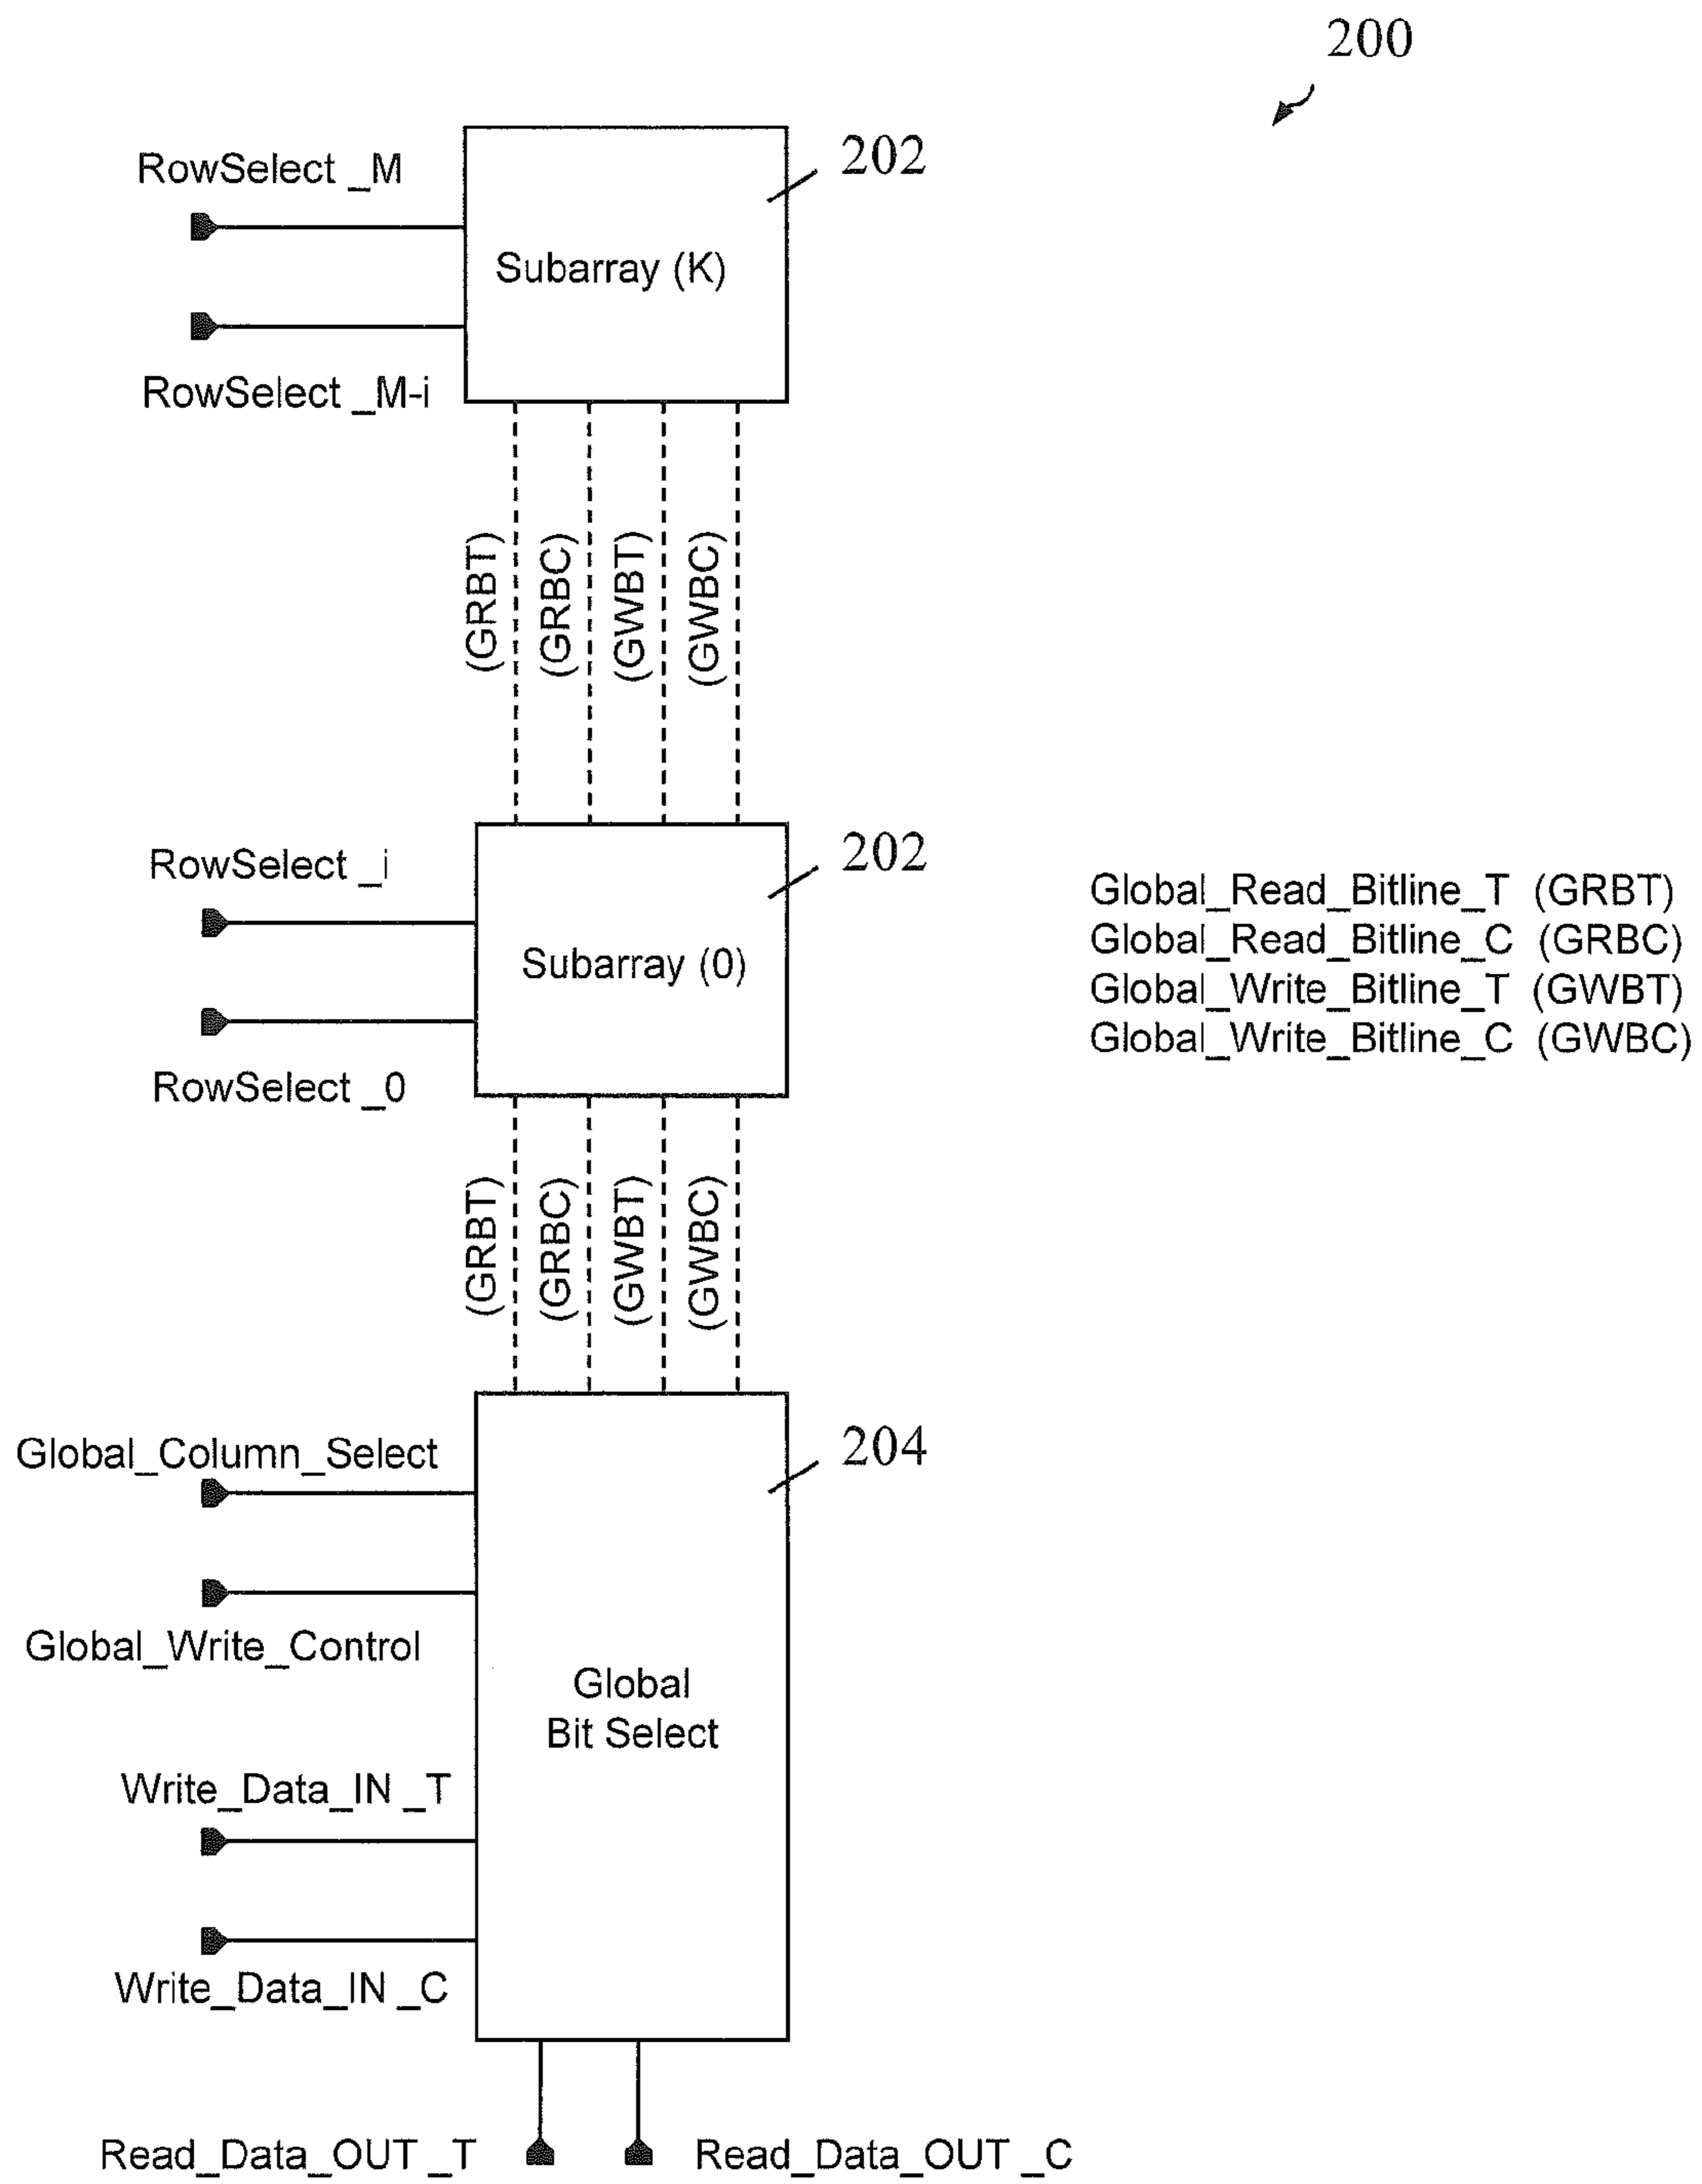 200
RowSelect _M
202
Subarray (K)
RowSelect _M-i
(GRBT)
(GRBC)
(GWBT)
(GWBC)
RowSelect _i
202
Subarray (0)
RowSelect _0
Global_Read_Bitline_T (GRBT)
Global_Read_Bitline_C (GRBC)
Global_Write_Bitline_T (GWBT)
Global_Write_Bitline_C (GWBC)
(GRBT)
(GRBC)
(GWBT)
(GWBC)
Global_Column_Select
204
Global_Write_Control
Global
Bit Select
Write_Data_IN _T
Write_Data_IN _C
Read_Data_OUT _T
Read_Data_OUT _C